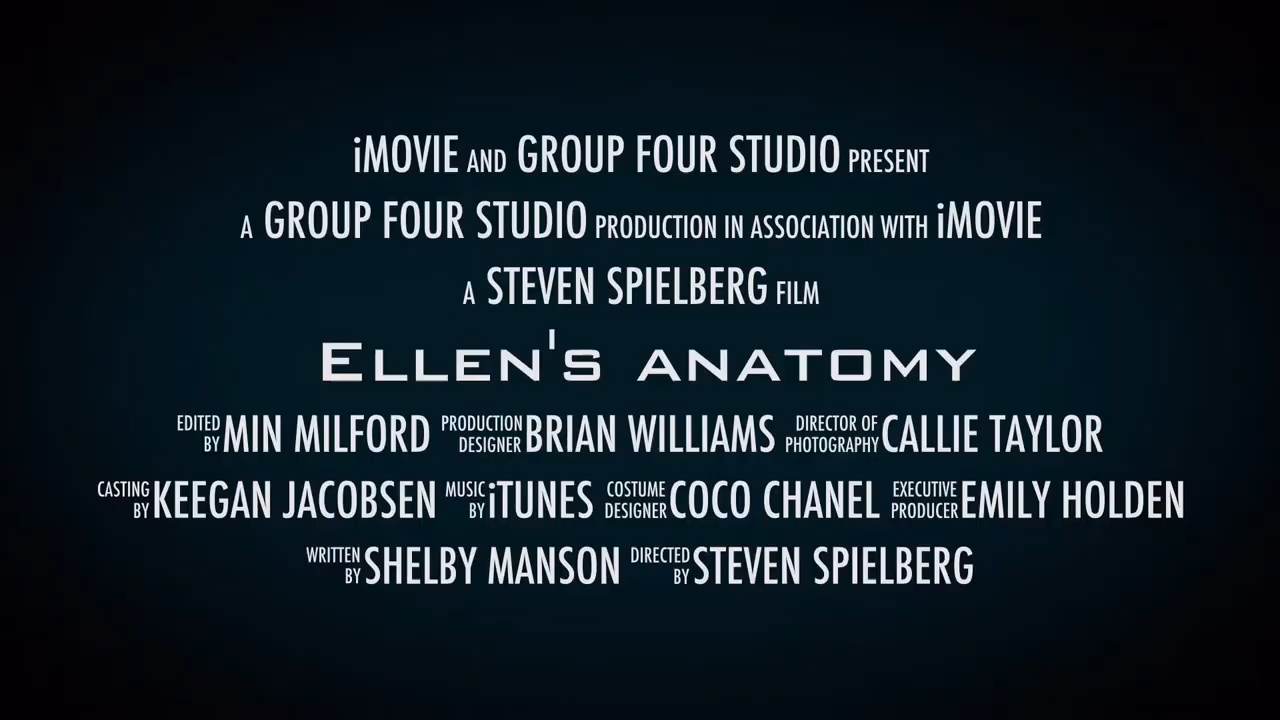 iMOVIE AND GROUP FOUR STUDIO PRESENT
A GROUP FOUR STUDIO PRODUCTION IN ASSOCIATION WITH iMOVIE
A STEVEN SPIELBERG FILM
ELLEN'S ANATOMY
EDITED BY MIN MILFORD PRODUCTION DESIGNER BRIAN WILLIAMS DIRECTOR OF PHOTOGRAPHY CALLIE TAYLOR
CASTING BY KEEGAN JACOBSEN MUSIC BY iTUNES COSTUME DESIGNER COCO CHANEL EXECUTIVE PRODUCER EMILY HOLDEN
WRITTEN BY SHELBY MANSON DIRECTED BY STEVEN SPIELBERG